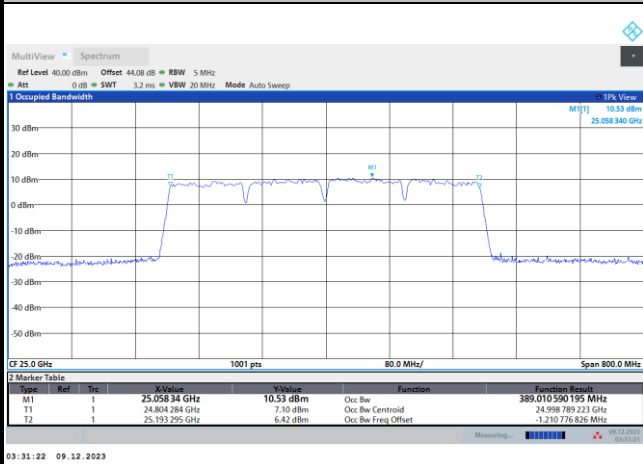 MultiView Spectrum
Ref Level 40.00 dBm Offset 44.08 dB RBW 5 MHz
Att 0 dB SWT 3.2 ms VBW 20 MHz Mode Auto Sweep
1 Occupied Bandwidth 1Pk View
M1[1] 10.53 dBm
25.058 340 GHz
30 dBm
20 dBm
M1
T1 T2
10 dBm
0 dBm
-10 dBm
-20 dBm
-30 dBm
-40 dBm
-50 dBm
CF 25.0 GHz 1001 pts 80.0 MHz/ Span 800.0 MHz
2 Marker Table
Type Ref Trc X-Value Y-Value Function Function Result
M1 1 25.058 34 GHz 10.53 dBm Occ Bw 389.010 590 195 MHz
T1 1 24.804 284 GHz 7.10 dBm Occ Bw Centroid 24.998 789 223 GHz
T2 1 25.193 295 GHz 6.42 dBm Occ Bw Freq Offset -1.210 776 826 MHz
Measuring... 09.12.2023
03:31:21
03:31:22 09.12.2023